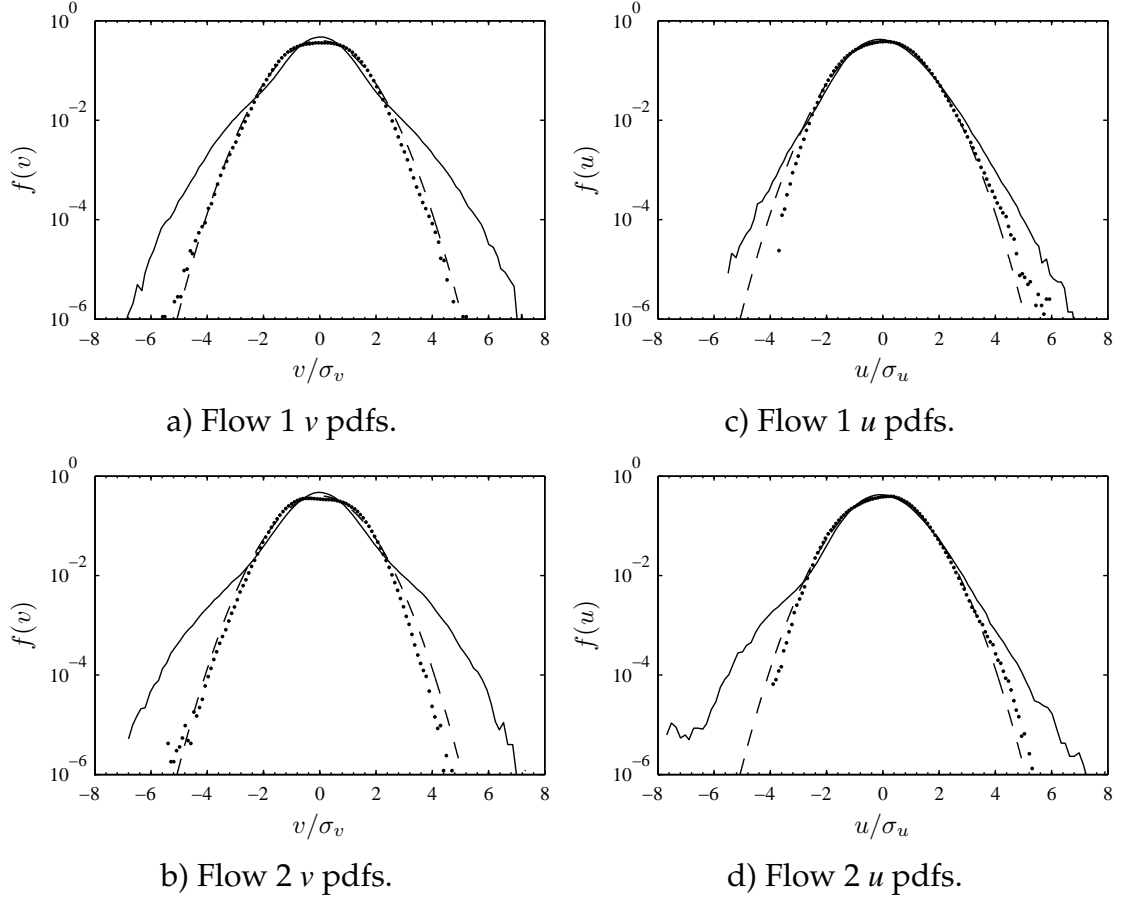 10^0
10^−2
10^−4
10^−6
f(v)
−8 −6 −4 −2 0 2 4 6 8
v/σ_v
a) Flow 1 v pdfs.
10^0
10^−2
10^−4
10^−6
f(u)
−8 −6 −4 −2 0 2 4 6 8
u/σ_u
c) Flow 1 u pdfs.
10^0
10^−2
10^−4
10^−6
f(v)
−8 −6 −4 −2 0 2 4 6 8
v/σ_v
b) Flow 2 v pdfs.
10^0
10^−2
10^−4
10^−6
f(u)
−8 −6 −4 −2 0 2 4 6 8
u/σ_u
d) Flow 2 u pdfs.